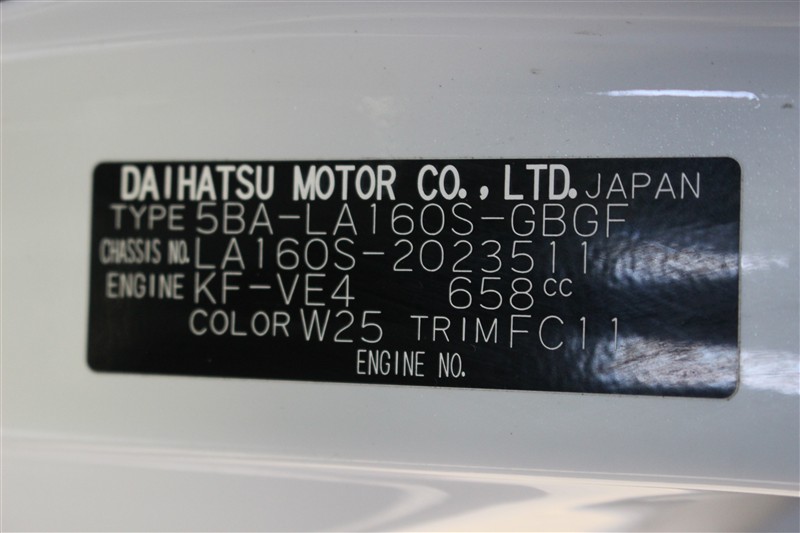 DAIHATSU MOTOR CO., LTD. JAPAN
TYPE 5BA-LA160S-GBGF
CHASSIS NO. LA160S-2023511
ENGINE KF-VE4 658cc
COLOR W25 TRIM FC11
ENGINE NO.